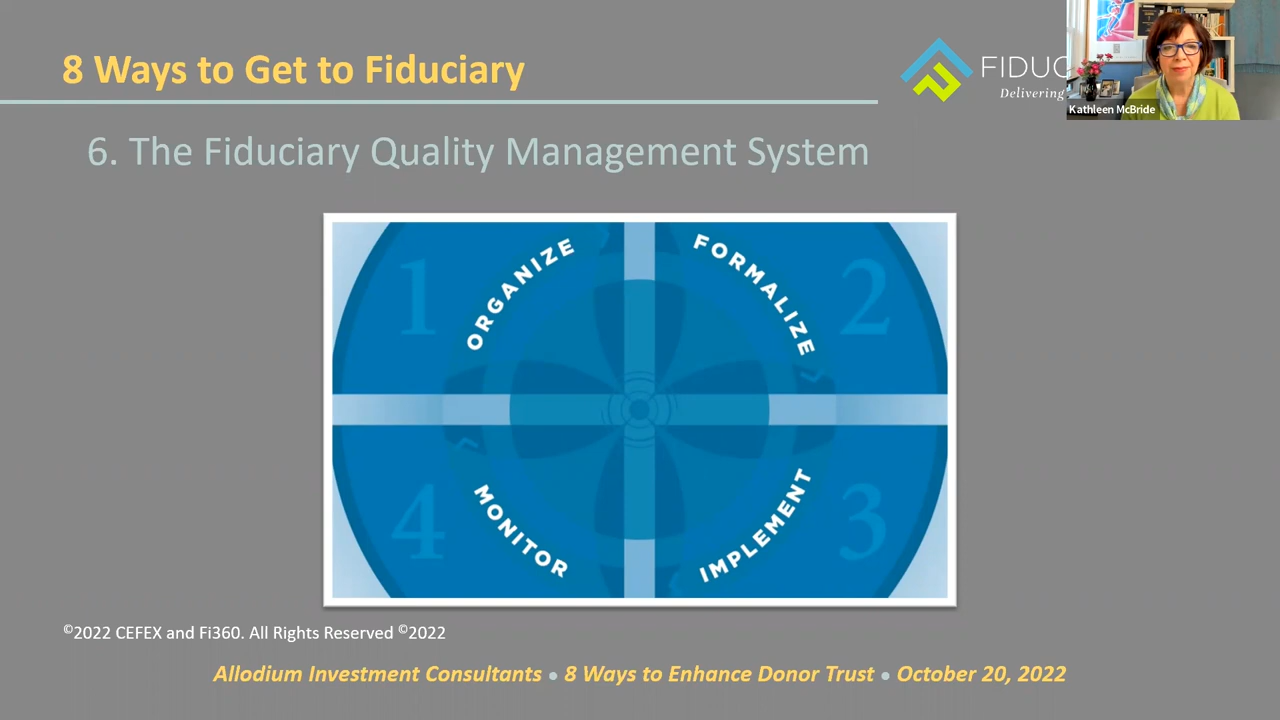 8 Ways to Get to Fiduciary
FIDUC
Delivering
Kathleen McBride
6. The Fiduciary Quality Management System
1
ORGANIZE
FORMALIZE
2
4
MONITOR
IMPLEMENT
3
©2022 CEFEX and Fi360. All Rights Reserved ©2022
Allodium Investment Consultants • 8 Ways to Enhance Donor Trust • October 20, 2022